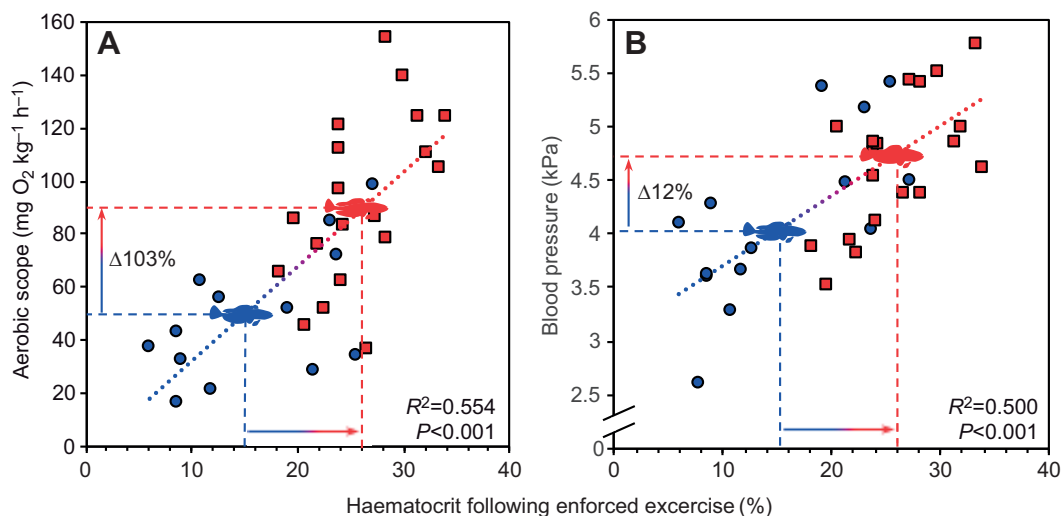 A
Aerobic scope (mg O₂ kg⁻¹ h⁻¹)
160
140
120
100
80
60
40
20
0
Δ103%
R²=0.554
P<0.001
0 10 20 30 40
B
Blood pressure (kPa)
6
5.5
5
4.5
4
3.5
3
2.5
0
Δ12%
R²=0.500
P<0.001
0 10 20 30 40
Haematocrit following enforced excercise (%)